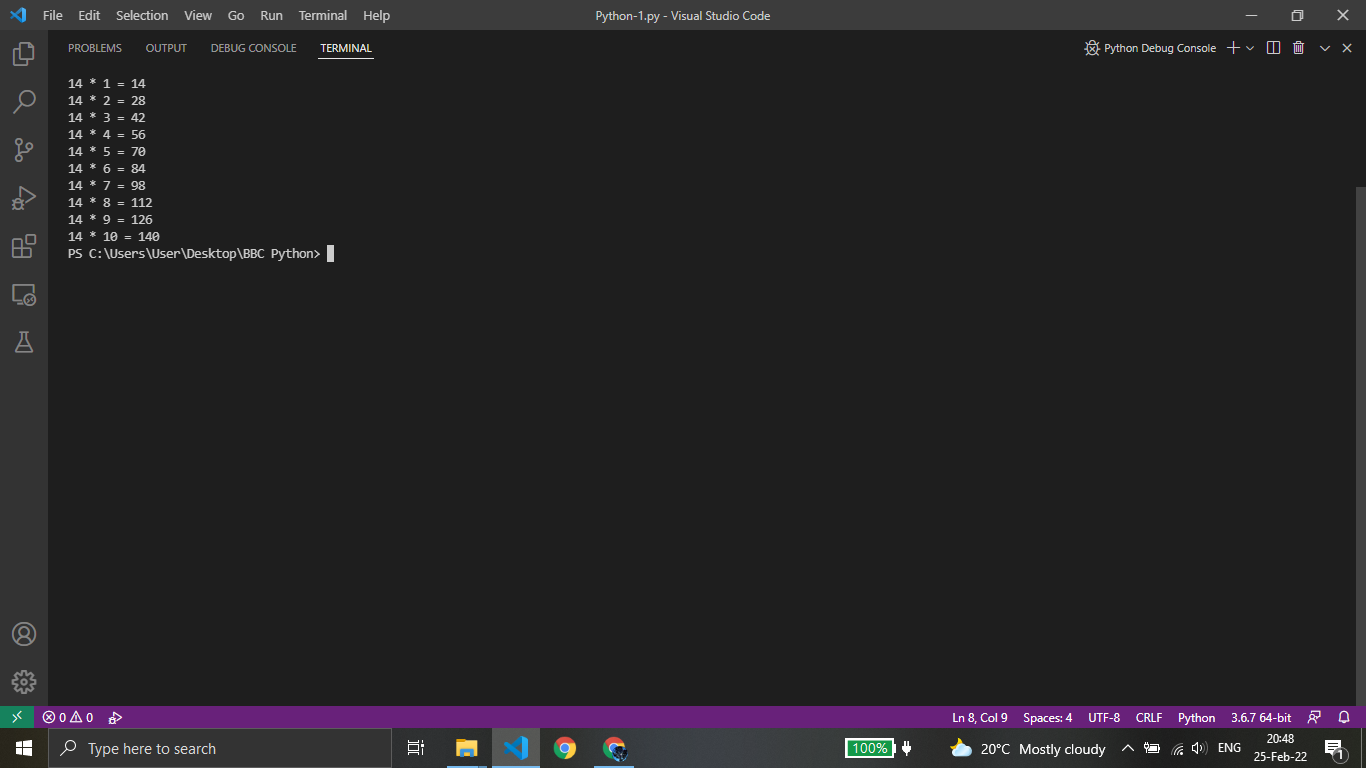 File Edit Selection View Go Run Terminal Help
Python-1.py - Visual Studio Code
PROBLEMS OUTPUT DEBUG CONSOLE TERMINAL
Python Debug Console
14 * 1 = 14
14 * 2 = 28
14 * 3 = 42
14 * 4 = 56
14 * 5 = 70
14 * 6 = 84
14 * 7 = 98
14 * 8 = 112
14 * 9 = 126
14 * 10 = 140
PS C:\Users\User\Desktop\BBC Python>
0 0
Ln 8, Col 9 Spaces: 4 UTF-8 CRLF Python 3.6.7 64-bit
Type here to search
100%
20°C Mostly cloudy
ENG
20:48
25-Feb-22
1